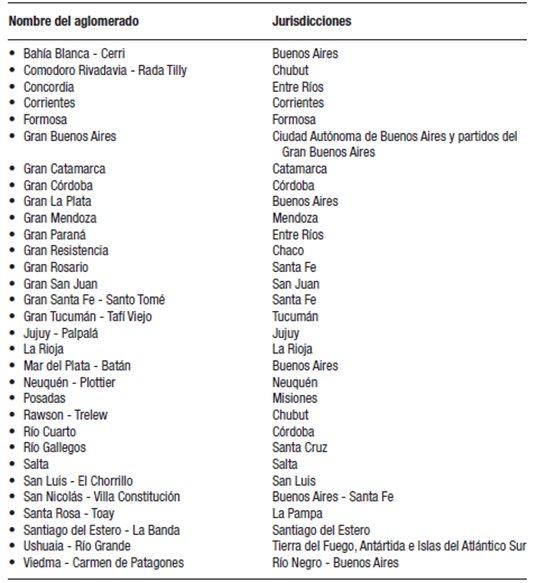 Nombre del aglomerado Jurisdicciones
• Bahía Blanca - Cerri Buenos Aires
• Comodoro Rivadavia - Rada Tilly Chubut
• Concordia Entre Ríos
• Corrientes Corrientes
• Formosa Formosa
• Gran Buenos Aires Ciudad Autónoma de Buenos Aires y partidos del
Gran Buenos Aires
• Gran Catamarca Catamarca
• Gran Córdoba Córdoba
• Gran La Plata Buenos Aires
• Gran Mendoza Mendoza
• Gran Paraná Entre Ríos
• Gran Resistencia Chaco
• Gran Rosario Santa Fe
• Gran San Juan San Juan
• Gran Santa Fe - Santo Tomé Santa Fe
• Gran Tucumán - Tafí Viejo Tucumán
• Jujuy - Palpalá Jujuy
• La Rioja La Rioja
• Mar del Plata - Batán Buenos Aires
• Neuquén - Plottier Neuquén
• Posadas Misiones
• Rawson - Trelew Chubut
• Río Cuarto Córdoba
• Río Gallegos Santa Cruz
• Salta Salta
• San Luis - El Chorrillo San Luis
• San Nicolás - Villa Constitución Buenos Aires - Santa Fe
• Santa Rosa - Toay La Pampa
• Santiago del Estero - La Banda Santiago del Estero
• Ushuaia - Río Grande Tierra del Fuego, Antártida e Islas del Atlántico Sur
• Viedma - Carmen de Patagones Río Negro - Buenos Aires